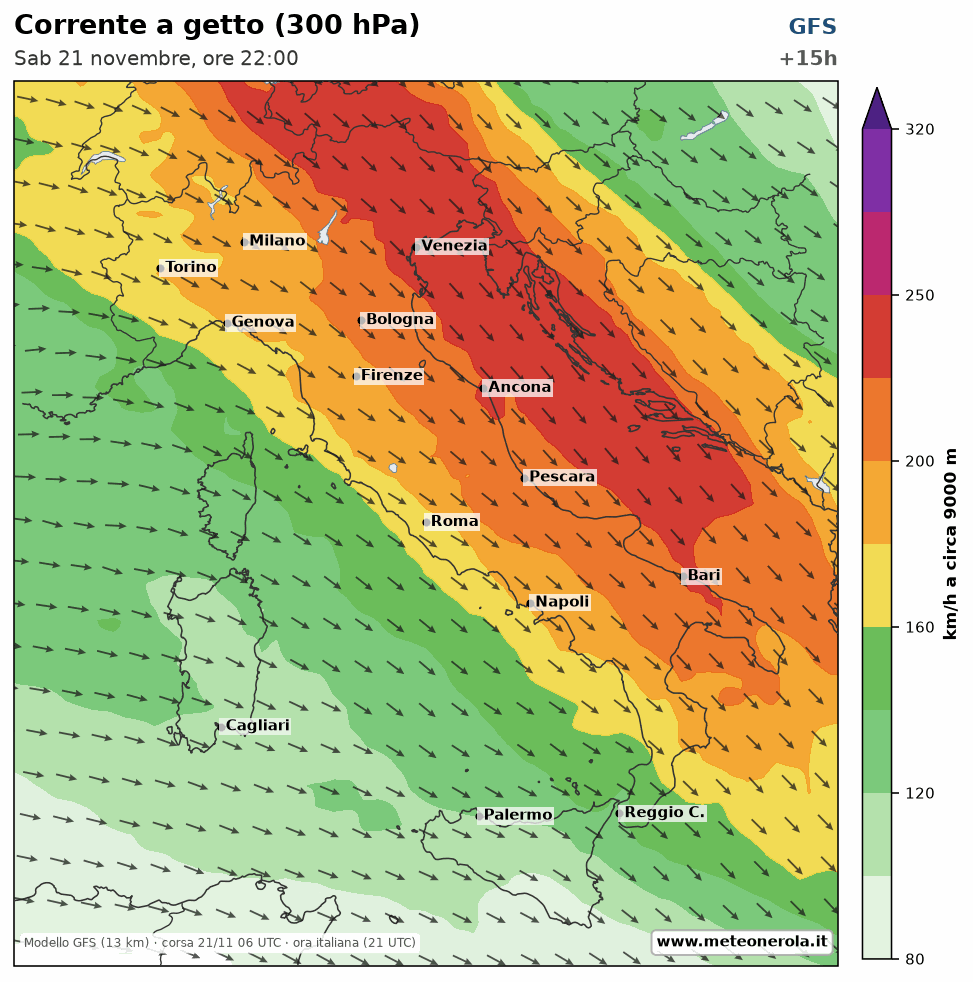 Corrente a getto (300 hPa)
GFS
Sab 21 novembre, ore 22:00
+15h
320
Milano
Venezia
Torino
250
Genova
Bologna
Firenze
Ancona
200
Pescara
Roma
Bari
Napoli
160
Cagliari
120
Palermo
Reggio C.
80
km/h a circa 9000 m
Modello GFS (13 km) · corsa 21/11 06 UTC · ora italiana (21 UTC)
www.meteonerola.it